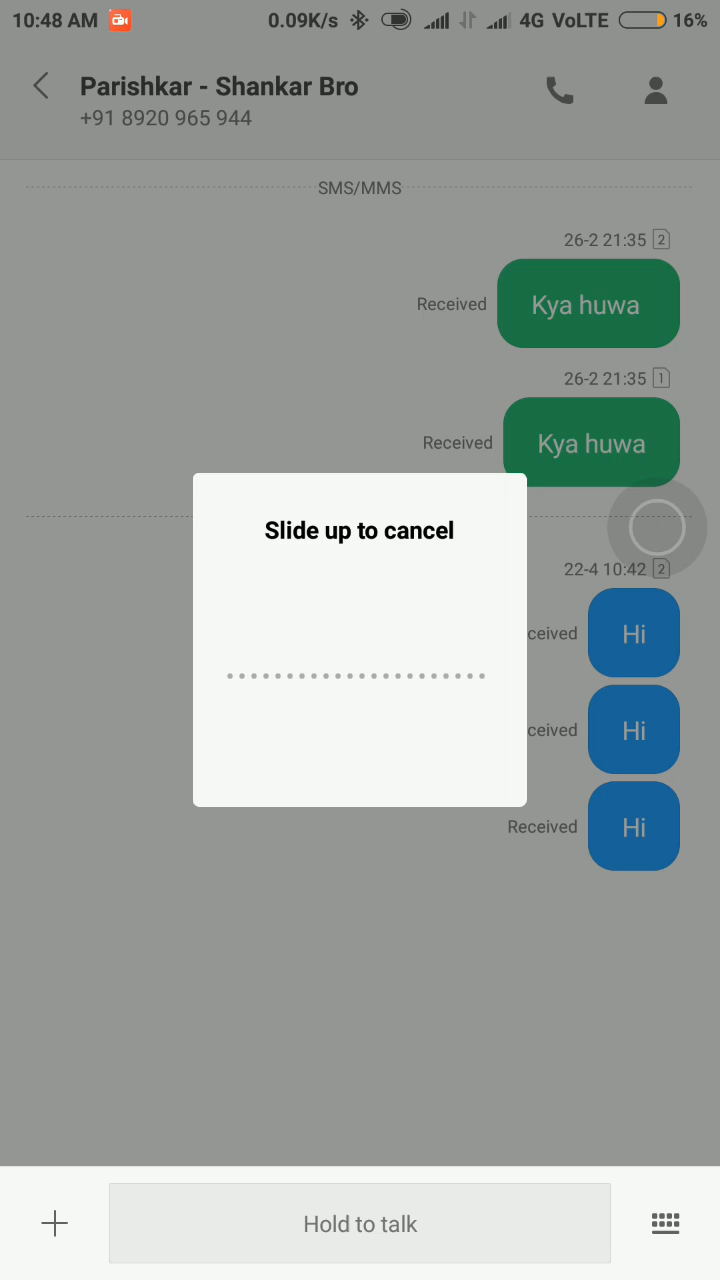 10:48 AM 0.09K/s 4G VoLTE 16%
Parishkar - Shankar Bro
+91 8920 965 944
SMS/MMS
26-2 21:35 2
Received Kya huwa
26-2 21:35 1
Received Kya huwa
Slide up to cancel
22-4 10:42 2
ceived Hi
ceived Hi
Received Hi
Hold to talk